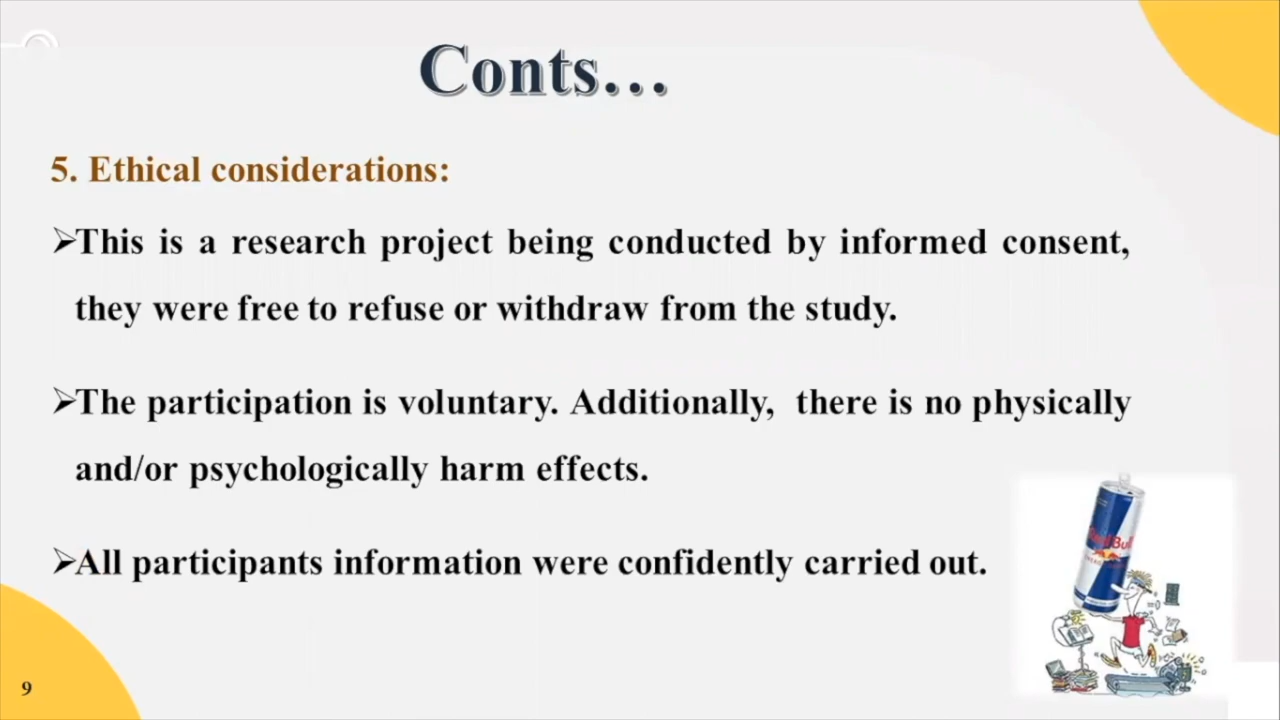 Conts…
5. Ethical considerations:
➢This is a research project being conducted by informed consent,
they were free to refuse or withdraw from the study.
➢The participation is voluntary. Additionally, there is no physically
and/or psychologically harm effects.
➢All participants information were confidently carried out.
Red Bull
9